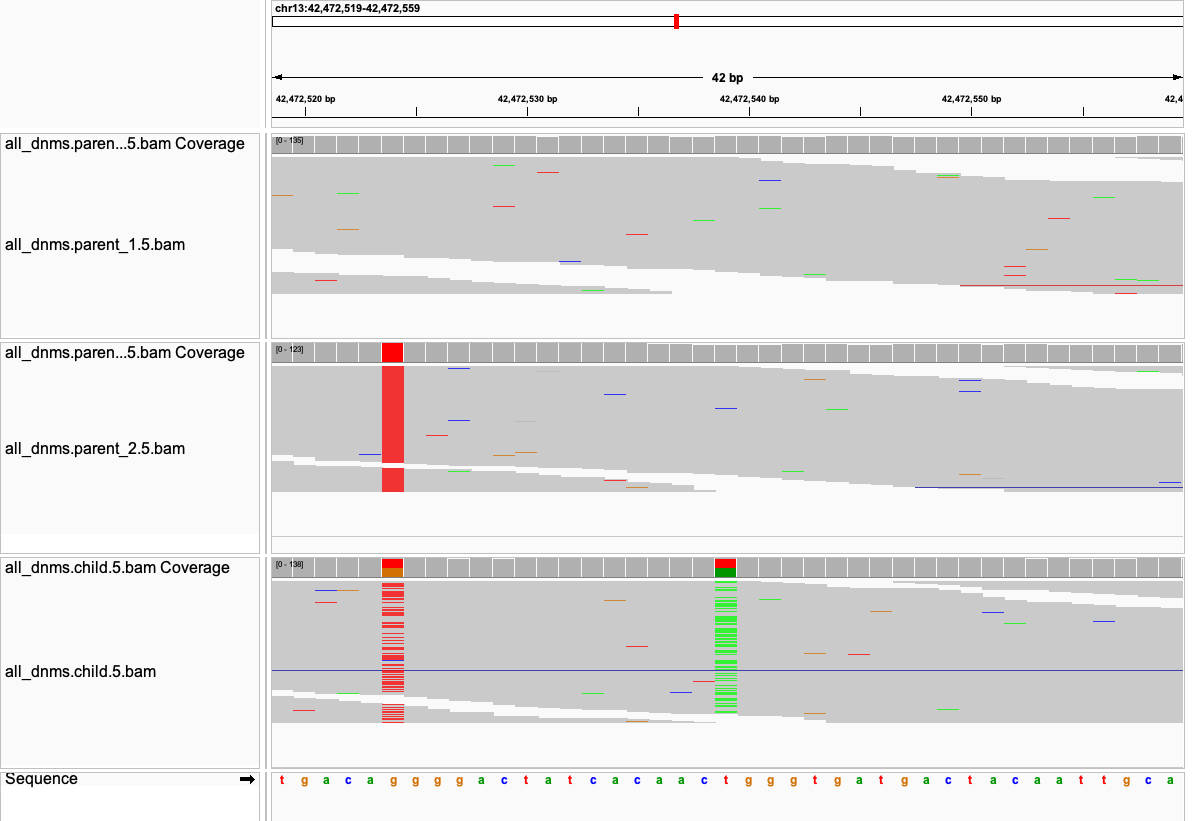 chr13:42,472,519-42,472,559
42 bp
42,472,520 bp 42,472,530 bp 42,472,540 bp 42,472,550 bp 42,4
all_dnms.paren...5.bam Coverage
[0 - 135]
all_dnms.parent_1.5.bam
all_dnms.paren...5.bam Coverage
[0 - 123]
all_dnms.parent_2.5.bam
all_dnms.child.5.bam Coverage
[0 - 138]
all_dnms.child.5.bam
Sequence
t g a c a g g g g a c t a t c a c a a c t g g g t g a t g a c t a c a a t t g c a